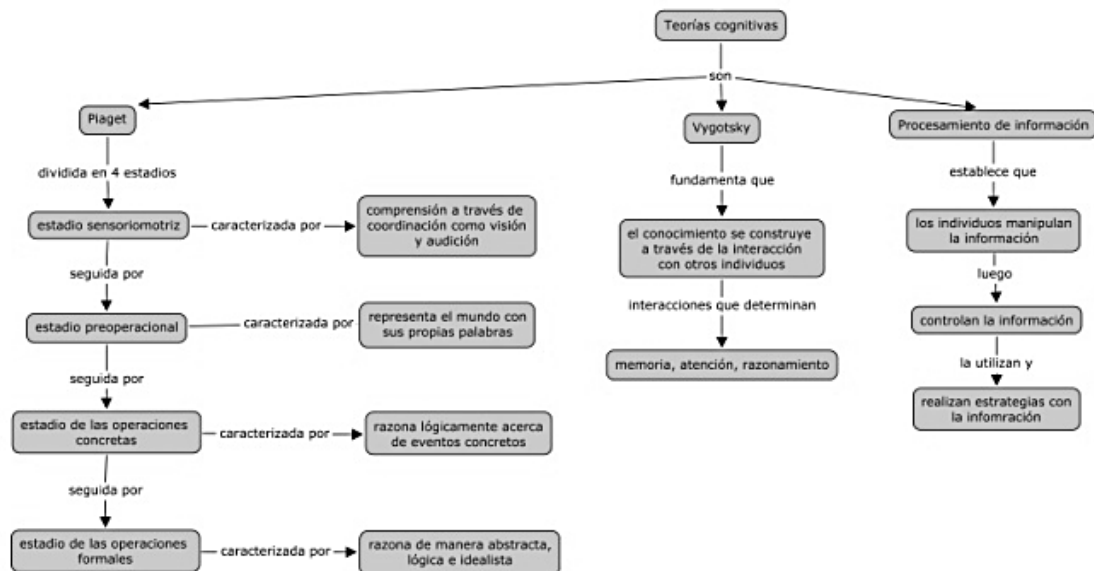 Teorías cognitivas
son
Piaget
Vygotsky
Procesamiento de información
dividida en 4 estadios
fundamenta que
establece que
estadio sensoriomotriz
caracterizada por
comprensión a través de
coordinación como visión
y audición
el conocimiento se construye
a través de la interacción
con otros individuos
los individuos manipulan
la información
seguida por
luego
interacciones que determinan
estadio preoperacional
caracterizada por
representa el mundo con
sus propias palabras
controlan la información
seguida por
memoria, atención, razonamiento
la utilizan y
realizan estrategias con
la infomración
estadio de las operaciones
concretas
caracterizada por
razona lógicamente acerca
de eventos concretos
seguida por
estadio de las operaciones
formales
caracterizada por
razona de manera abstracta,
lógica e idealista